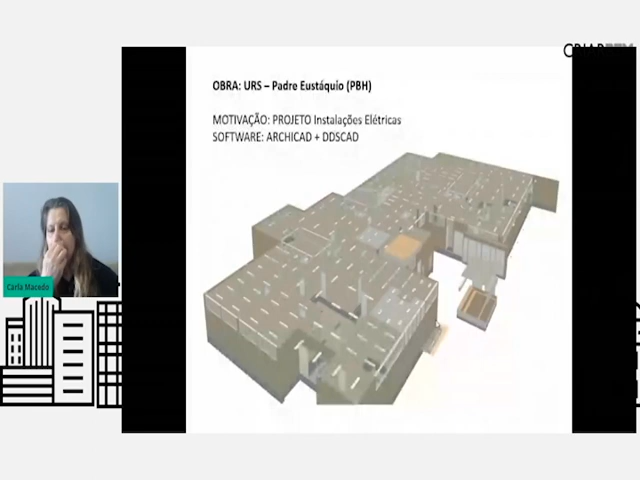 OBRA: URS – Padre Eustáquio (PBH)
MOTIVAÇÃO: PROJETO Instalações Elétricas
SOFTWARE: ARCHICAD + DDSCAD
Carla Macedo